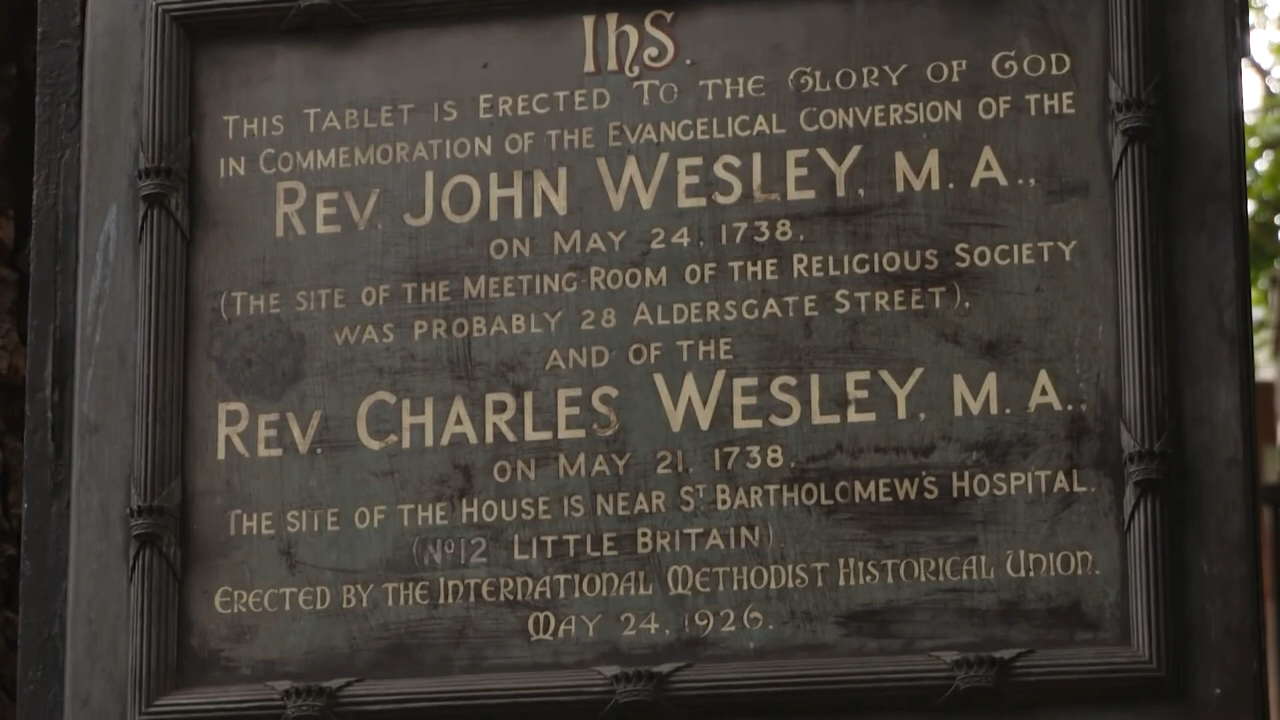 IhS.
THIS TABLET IS ERECTED TO THE GLORY OF GOD
IN COMMEMORATION OF THE EVANGELICAL CONVERSION OF THE
REV. JOHN WESLEY, M.A.,
ON MAY 24, 1738,
(THE SITE OF THE MEETING-ROOM OF THE RELIGIOUS SOCIETY
WAS PROBABLY 28 ALDERSGATE STREET),
AND OF THE
REV. CHARLES WESLEY, M.A.,
ON MAY 21, 1738,
THE SITE OF THE HOUSE IS NEAR ST BARTHOLOMEW'S HOSPITAL.
(No 12 LITTLE BRITAIN)
ERECTED BY THE INTERNATIONAL METHODIST HISTORICAL UNION.
MAY 24, 1926.